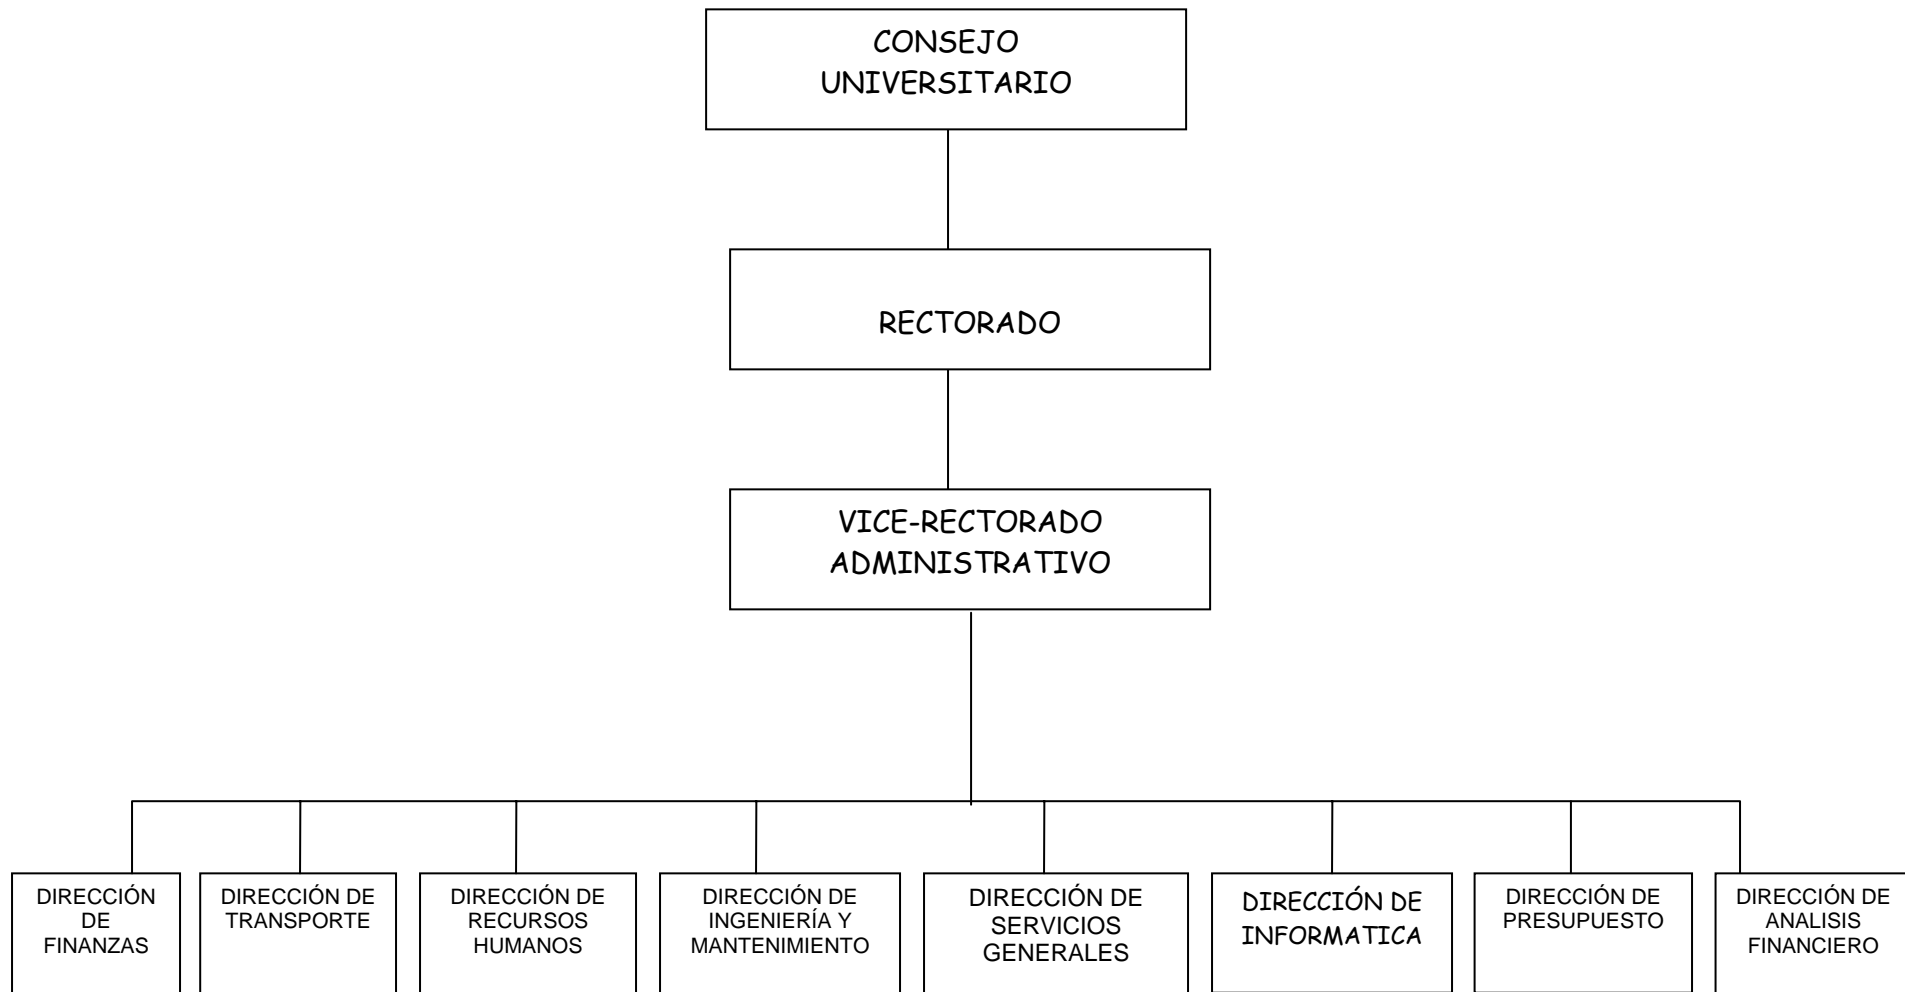 CONSEJO
UNIVERSITARIO
RECTORADO
VICE-RECTORADO
ADMINISTRATIVO
DIRECCIÓN
DE
FINANZAS
DIRECCIÓN DE
TRANSPORTE
DIRECCIÓN DE
RECURSOS
HUMANOS
DIRECCIÓN DE
INGENIERÍA Y
MANTENIMIENTO
DIRECCIÓN DE
SERVICIOS
GENERALES
DIRECCIÓN DE
INFORMATICA
DIRECCIÓN DE
PRESUPUESTO
DIRECCIÓN DE
ANALISIS
FINANCIERO